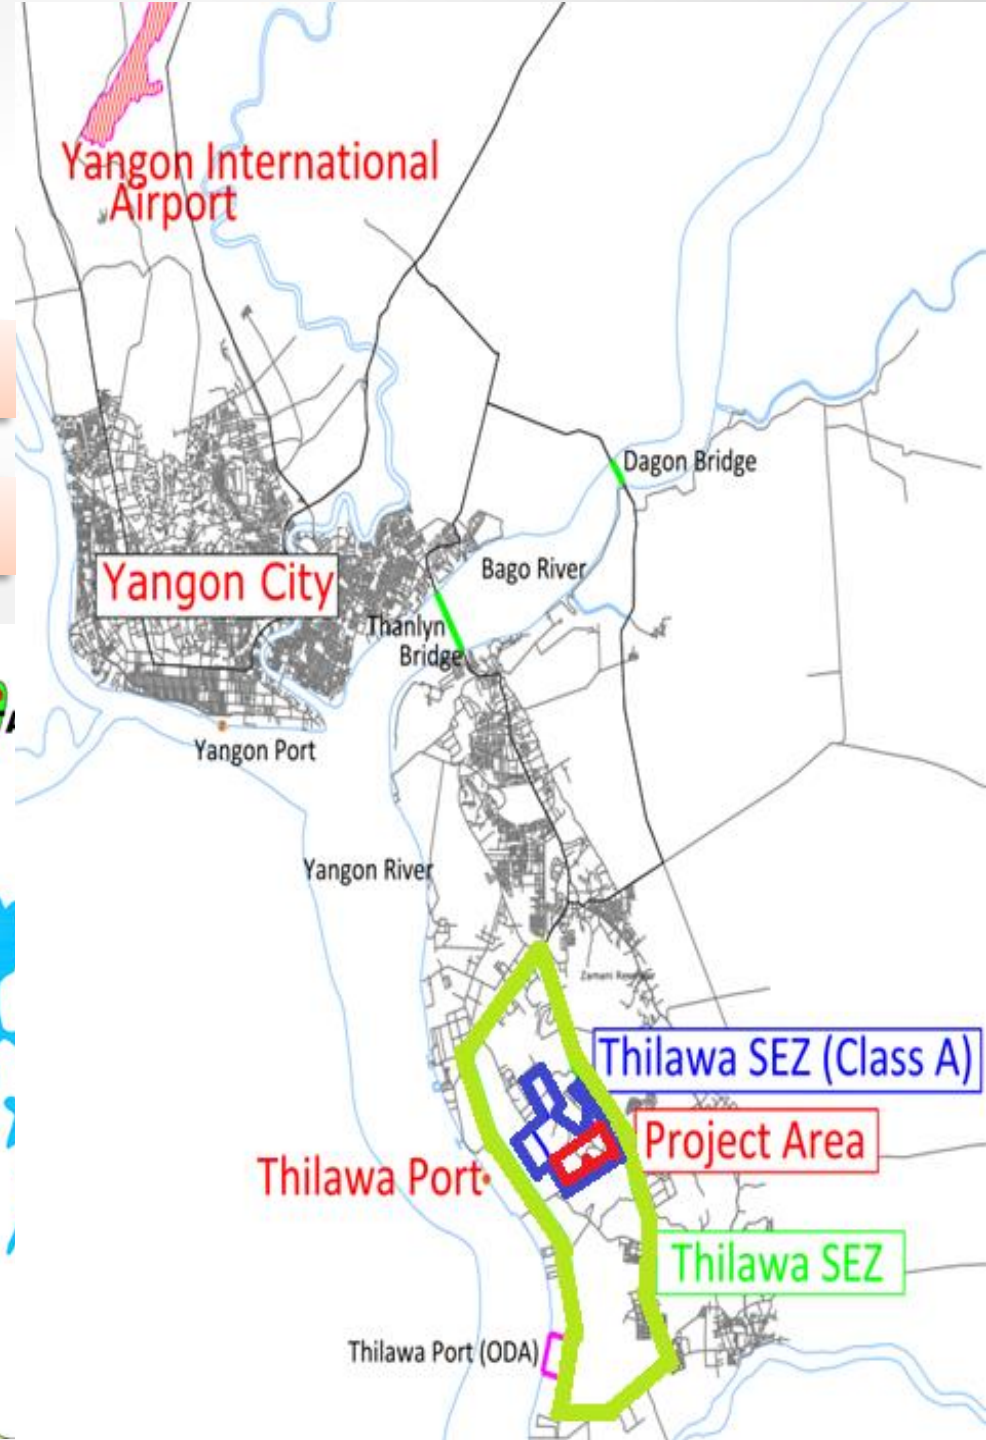 Yangon International
Airport
Dagon Bridge
Bago River
Yangon City
Thanlyn
Bridge
Yangon Port
Yangon River
Thilawa SEZ (Class A)
Project Area
Thilawa Port
Thilawa SEZ
Thilawa Port (ODA)